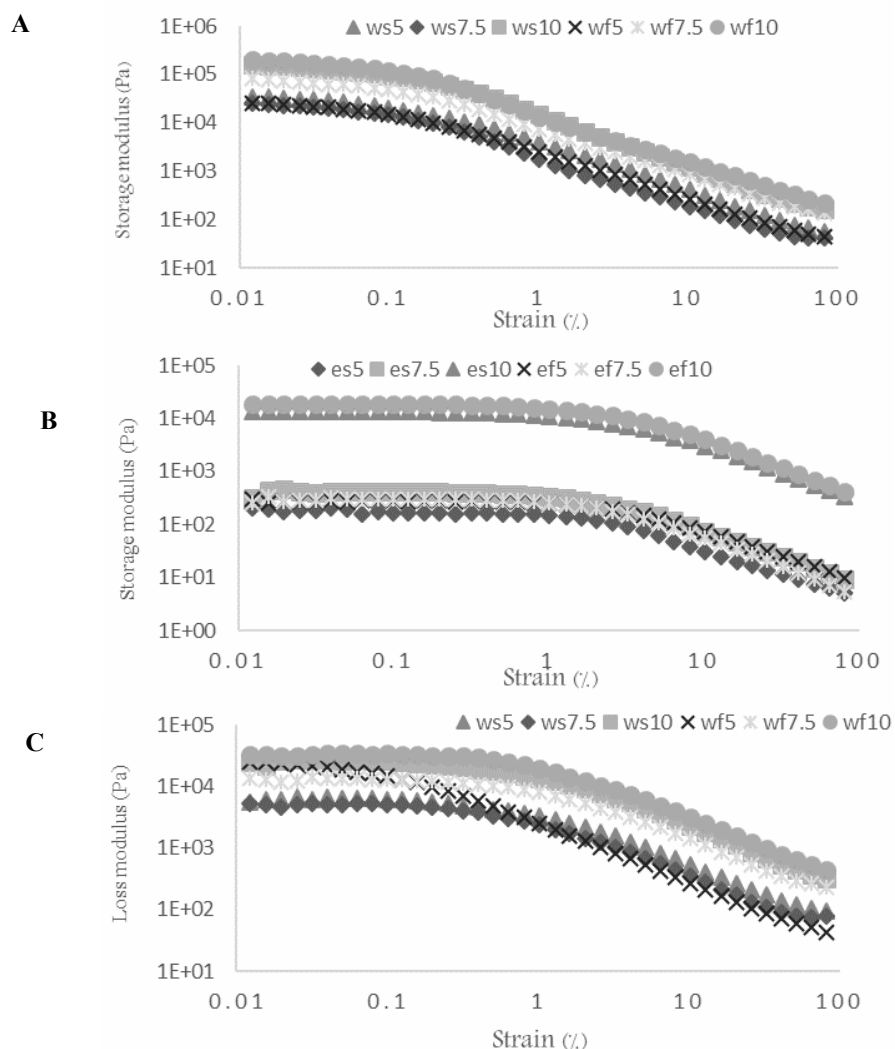 A
1E+06
ws5 ws7.5 ws10 wf5 wf7.5 wf10
1E+05
1E+04
1E+03
1E+02
1E+01
Storage modulus (Pa)
0.01 0.1 1 10 100
Strain (%)
B
1E+05
es5 es7.5 es10 ef5 ef7.5 ef10
1E+04
1E+03
1E+02
1E+01
1E+00
Storage modulus (Pa)
0.01 0.1 1 10 100
Strain (%)
C
1E+05
ws5 ws7.5 ws10 wf5 wf7.5 wf10
1E+04
1E+03
1E+02
1E+01
Loss modulus (Pa)
0.01 0.1 1 10 100
Strain (%)